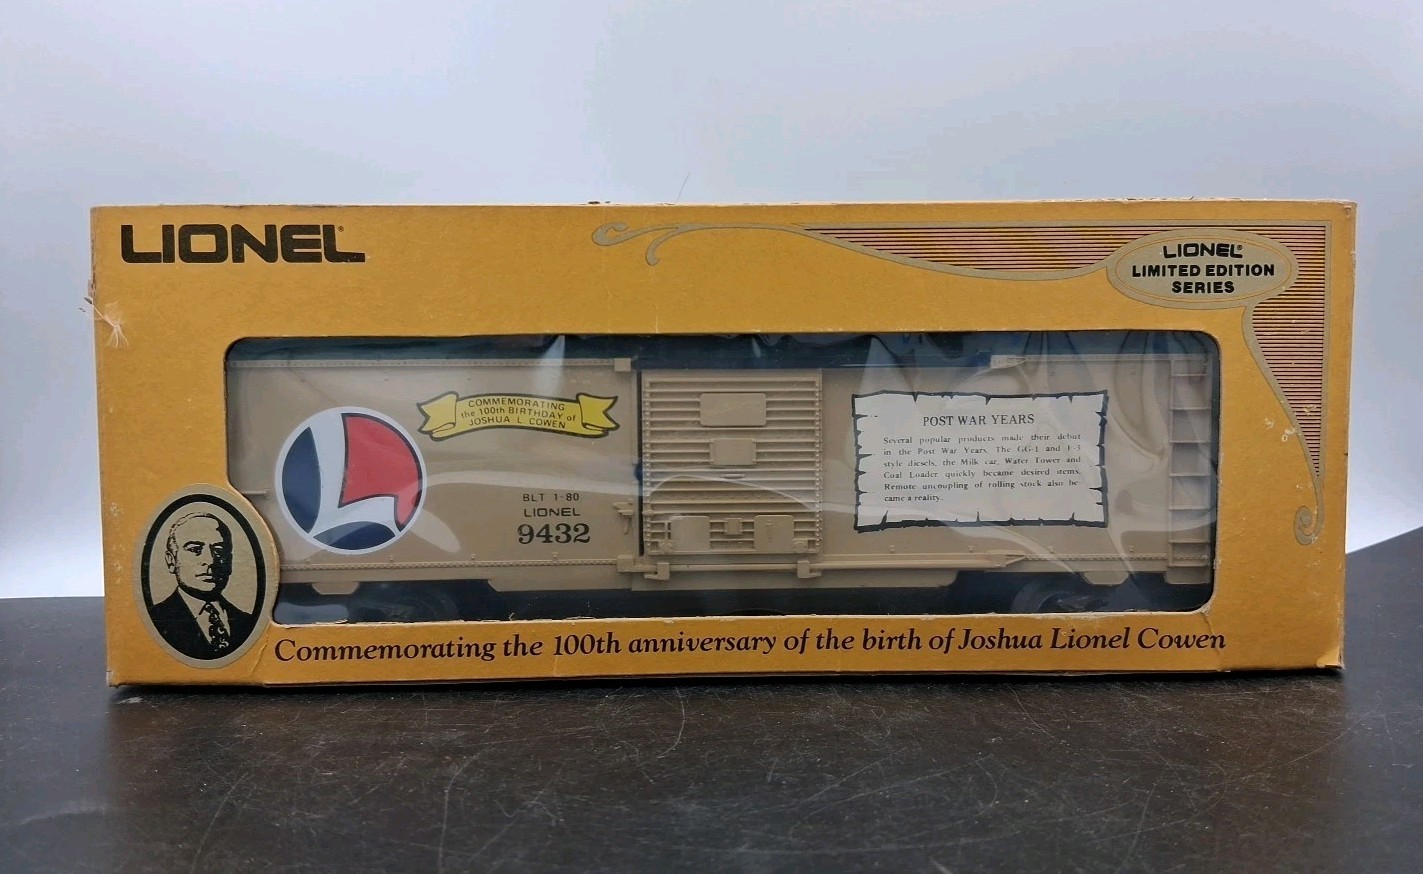 LIONEL®
LIONEL®
LIMITED EDITION
SERIES
COMMEMORATING
the 100th BIRTHDAY of
JOSHUA L. COWEN
BLT 1-80
LIONEL
9432
POST WAR YEARS
Several popular products made their debut
in the Post War Years. The GG-1 and F-3
style diesels, the Milk car, Water Tower and
Coal Loader quickly became desired items.
Remote uncoupling of rolling stock also be-
came a reality.
Commemorating the 100th anniversary of the birth of Joshua Lionel Cowen